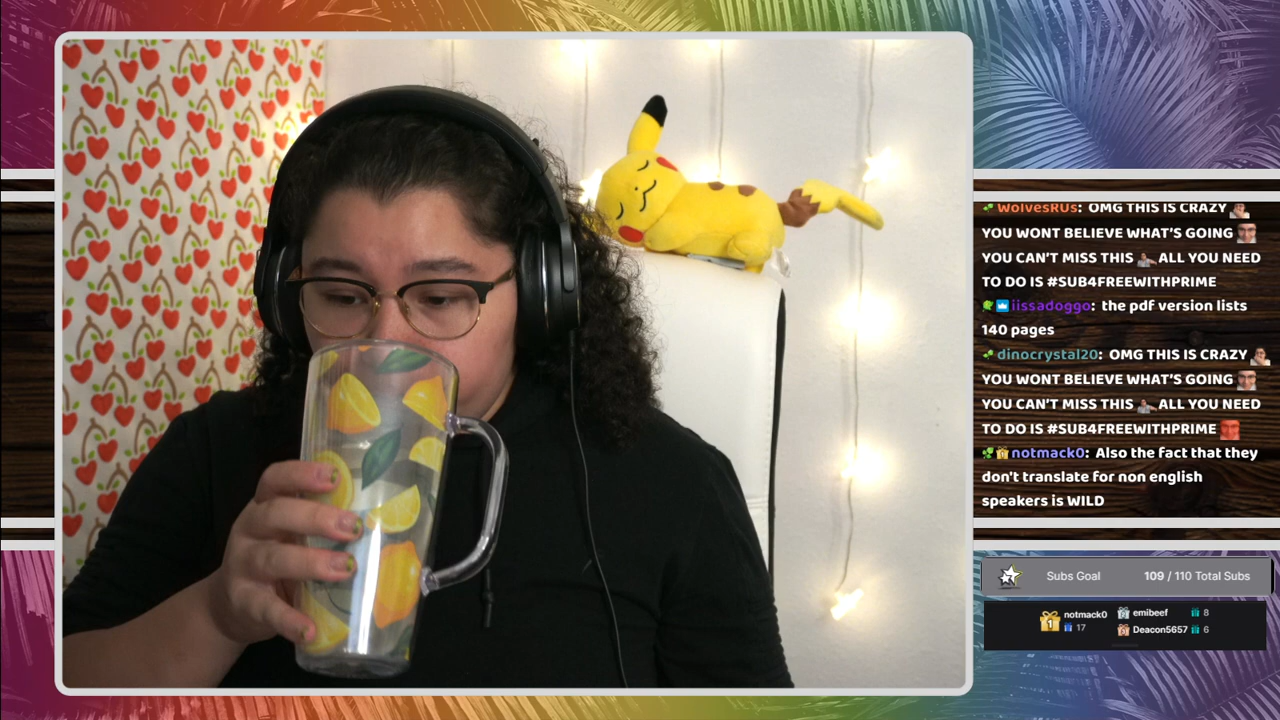 WolvesRUs: OMG THIS IS CRAZY
YOU WONT BELIEVE WHAT'S GOING
YOU CAN'T MISS THIS ALL YOU NEED
TO DO IS #SUB4FREEWITHPRIME
iissadoggo: the pdf version lists
140 pages
dinocrystal20: OMG THIS IS CRAZY
YOU WONT BELIEVE WHAT'S GOING
YOU CAN'T MISS THIS ALL YOU NEED
TO DO IS #SUB4FREEWITHPRIME
notmack0: Also the fact that they
don't translate for non english
speakers is WILD
Subs Goal 109 / 110 Total Subs
1 notmack0 17
emibeef 8
Deacon5657 6